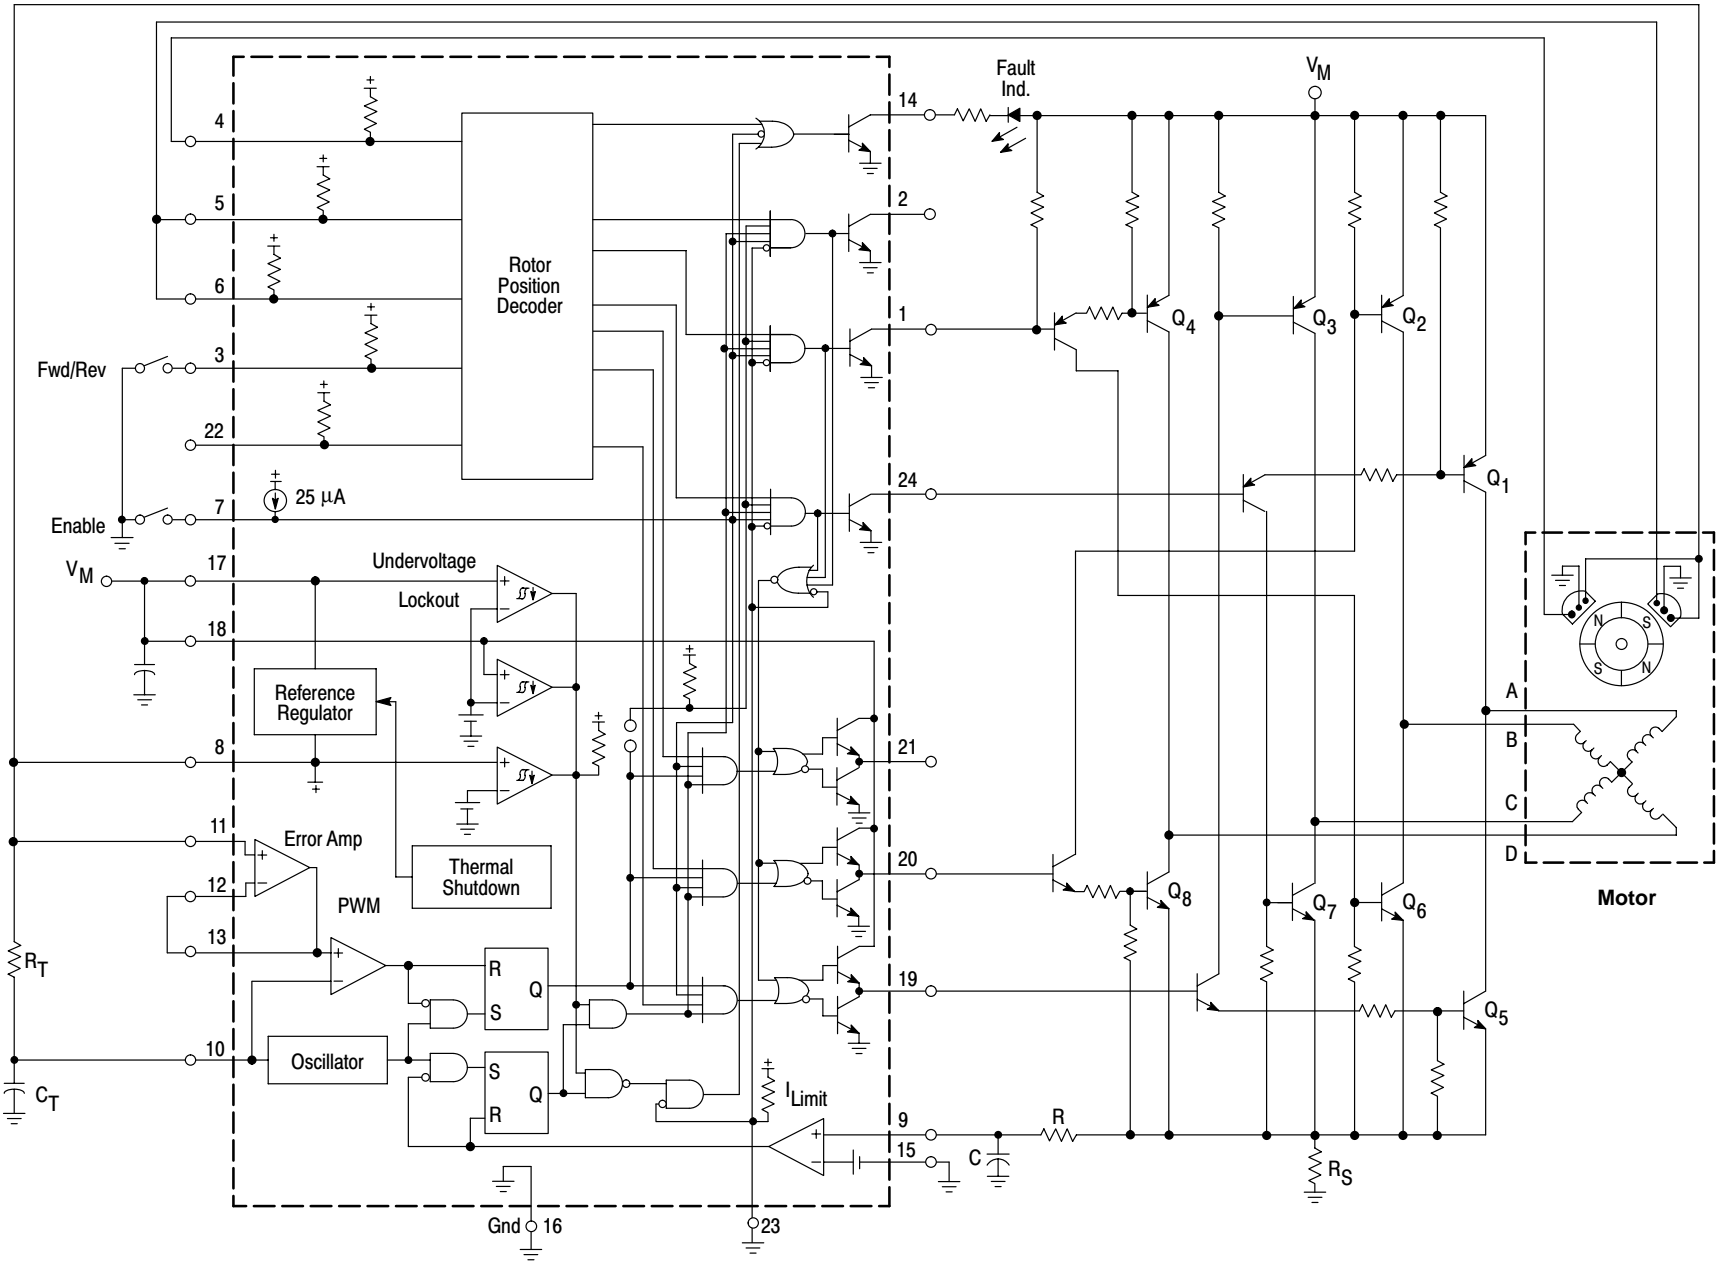 Fault
Ind.
VM
4
14
5
2
6
Rotor
Position
Decoder
1
Q4
Q3
Q2
Fwd/Rev
3
22
24
Q1
Enable
7
25 μA
VM
17
Undervoltage
Lockout
18
N
S
S
N
Reference
Regulator
A
B
8
21
C
11
Error Amp
Thermal
Shutdown
20
D
12
PWM
Q8
Q7
Q6
Motor
13
RT
R
Q
S
19
Q5
10
Oscillator
S
Q
R
CT
ILimit
9
R
15
C
RS
Gnd
16
23